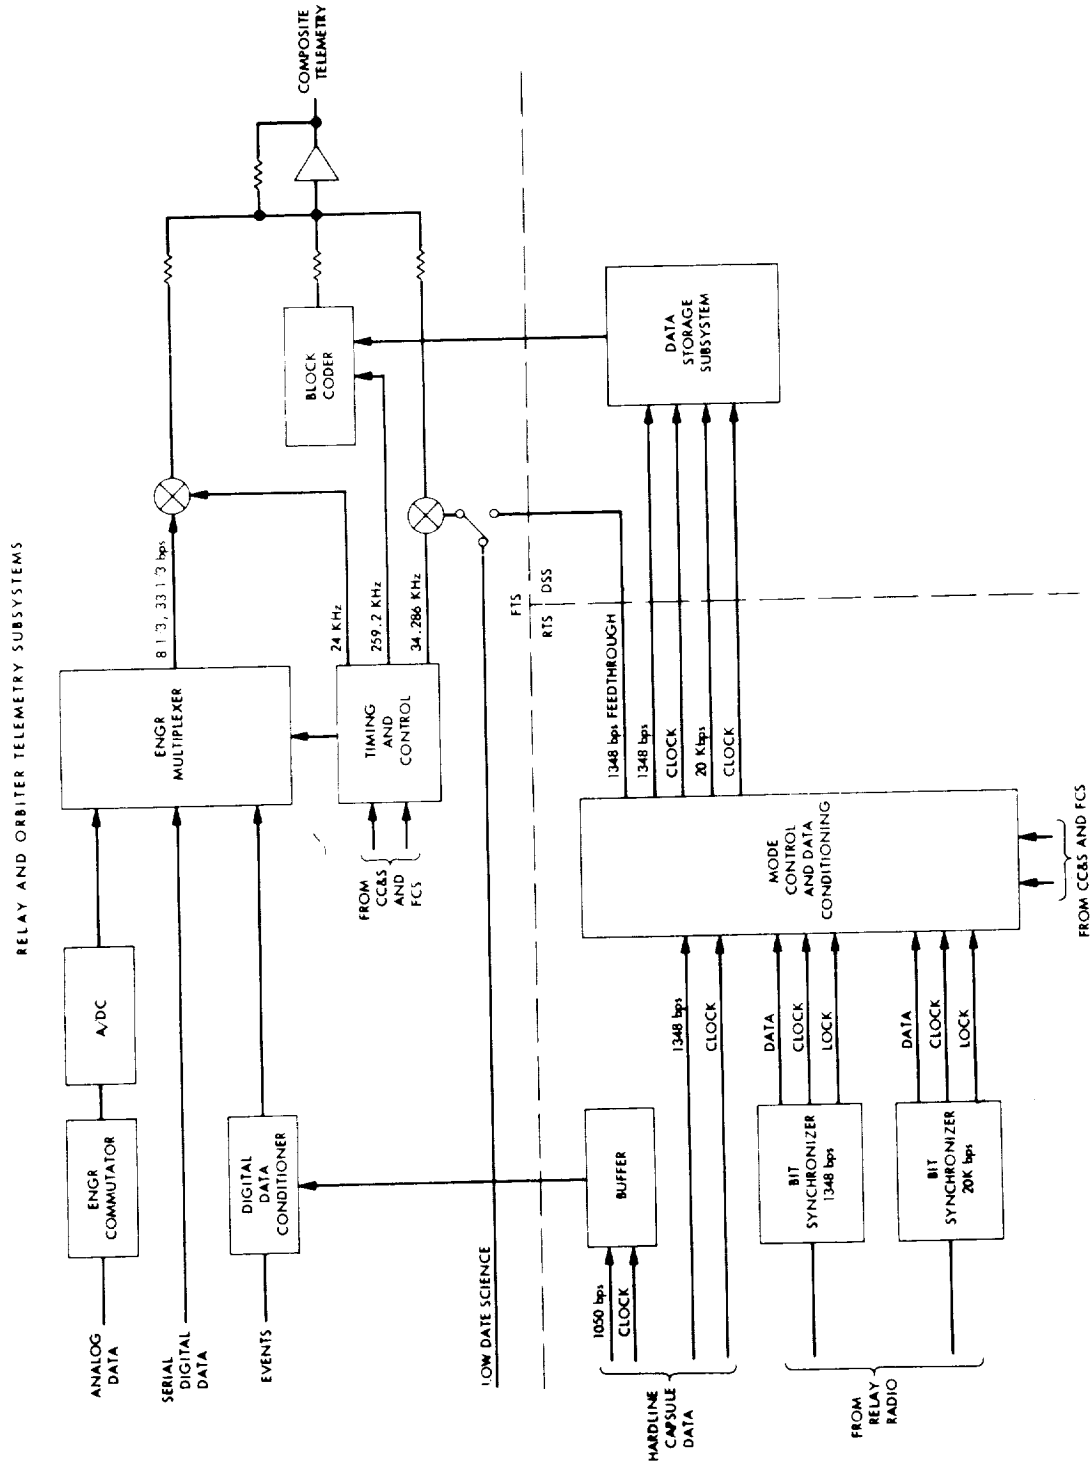 RELAY AND ORBITER TELEMETRY SUBSYSTEMS
ANALOG
DATA
ENGR
COMMUTATOR
A/DC
SERIAL
DIGITAL
DATA
EVENTS
DIGITAL
DATA
CONDITIONER
ENGR
MULTIPLEXER
8 1/3, 33 1/3 bps
FROM
CC&S
AND
FCS
TIMING
AND
CONTROL
24 KHz
259.2 KHz
34.286 KHz
BLOCK
CODER
COMPOSITE
TELEMETRY
LOW DATE SCIENCE
FTS
RTS
DSS
HARDLINE
CAPSULE
DATA
1050 bps
CLOCK
BUFFER
1348 bps
CLOCK
FROM
RELAY
RADIO
BIT
SYNCHRONIZER
1348 bps
DATA
CLOCK
LOCK
BIT
SYNCHRONIZER
20K bps
DATA
CLOCK
LOCK
MODE
CONTROL
AND DATA
CONDITIONING
FROM CC&S AND FCS
1348 bps FEEDTHROUGH
1348 bps
CLOCK
20 Kbps
CLOCK
DATA
STORAGE
SUBSYSTEM